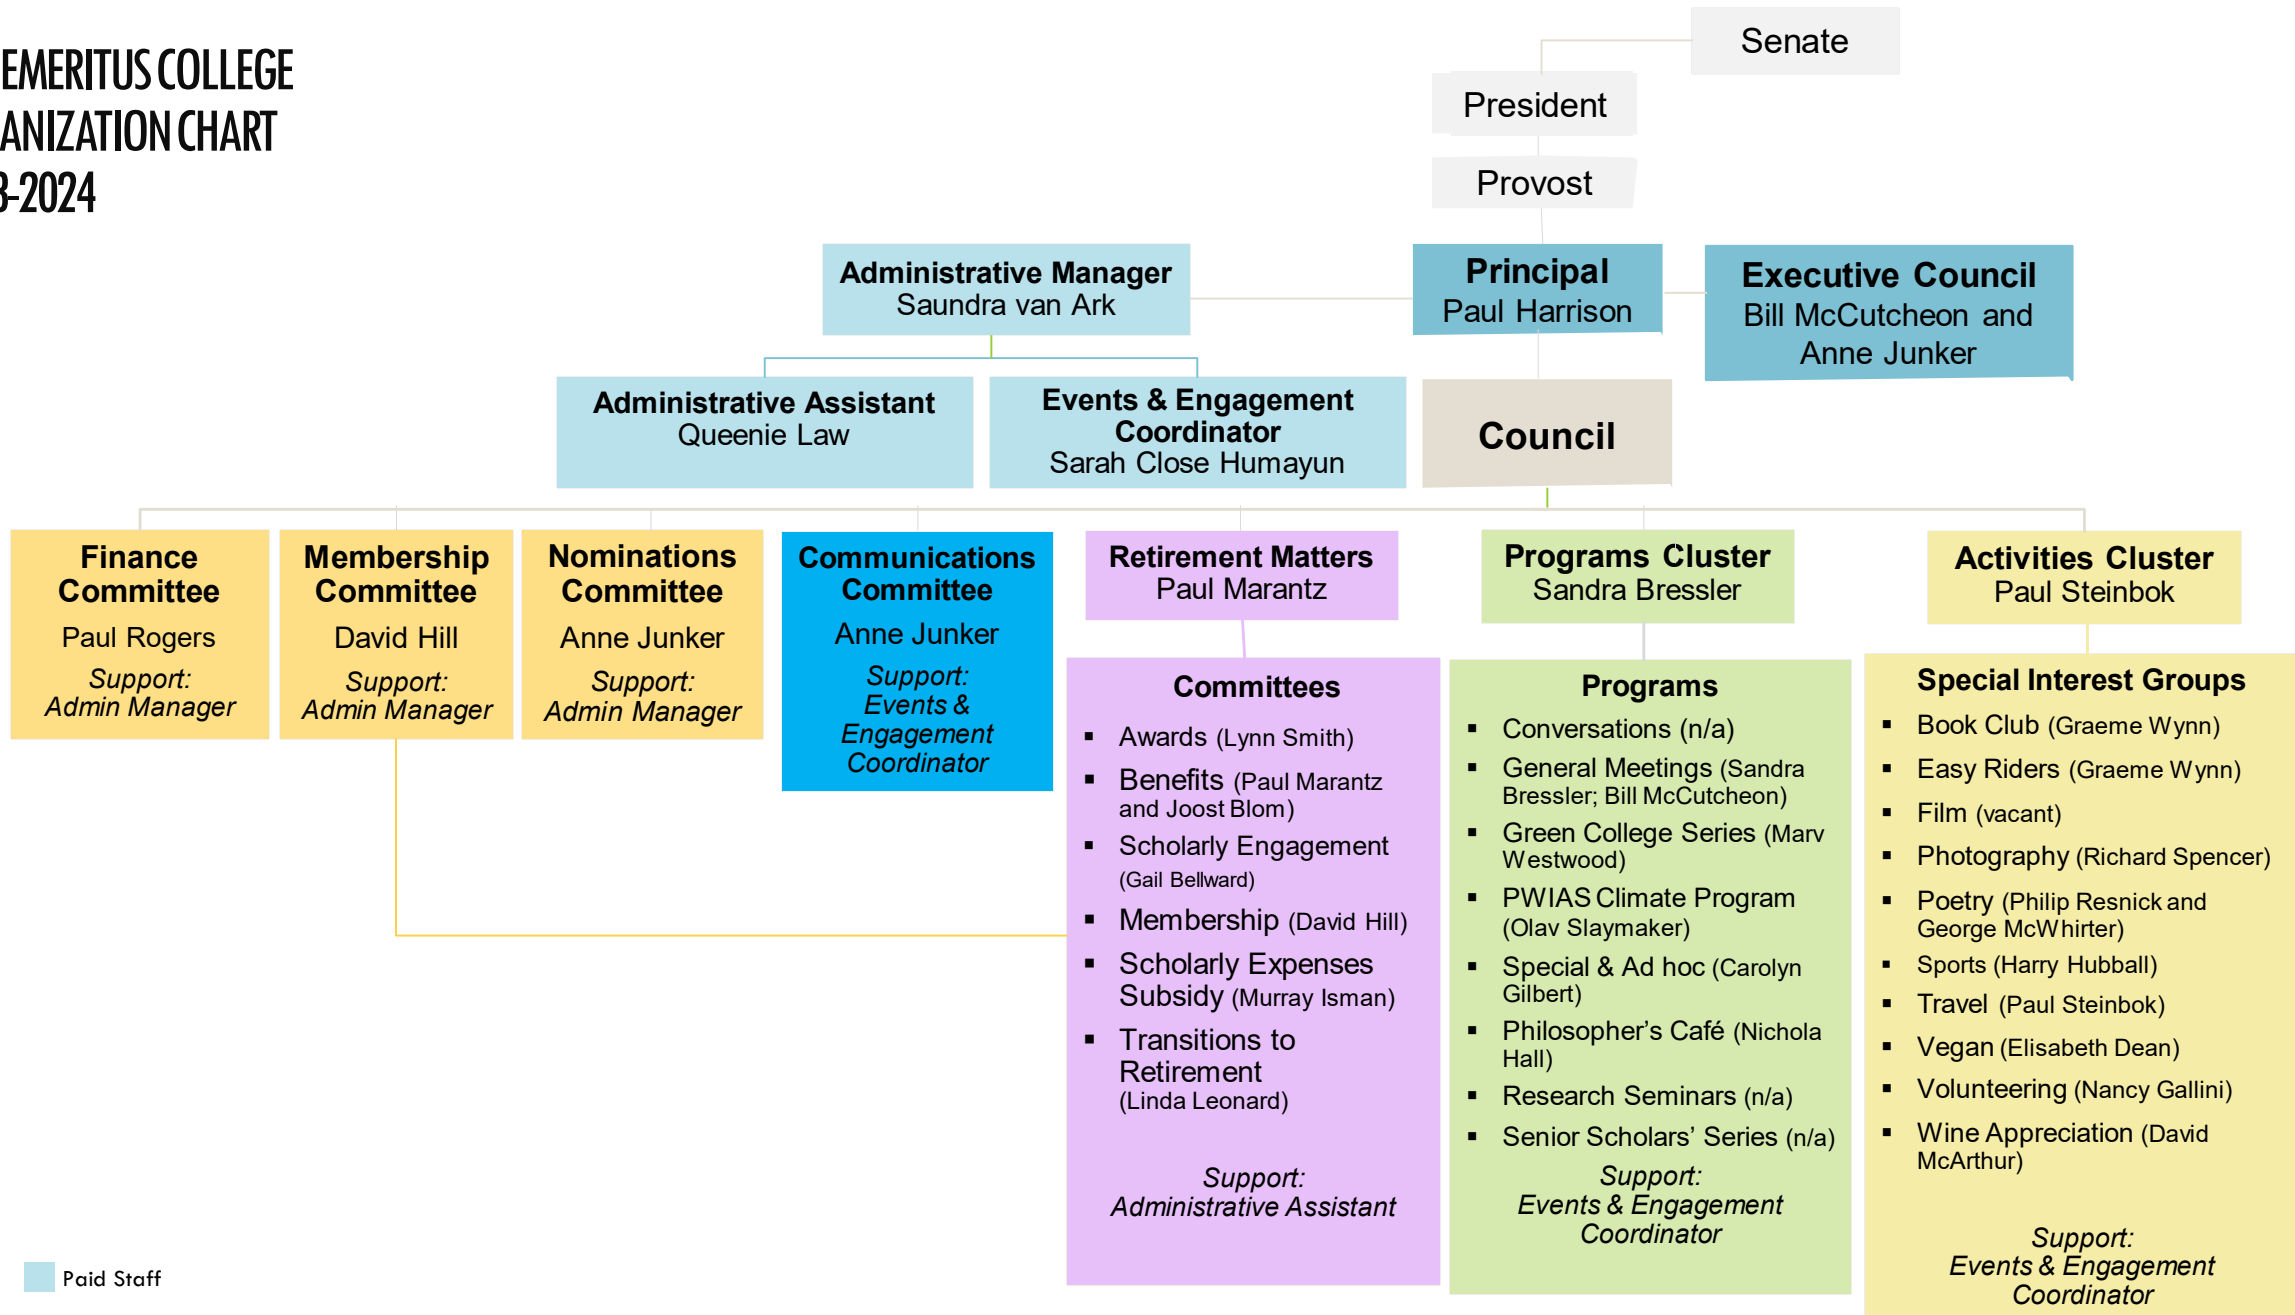 EMERITUS COLLEGE
ANIZATION CHART
-2024
Senate
President
Provost
Administrative Manager
Saundra van Ark
Principal
Paul Harrison
Executive Council
Bill McCutcheon and
Anne Junker
Administrative Assistant
Queenie Law
Events & Engagement
Coordinator
Sarah Close Humayun
Council
Finance
Committee
Paul Rogers
Support:
Admin Manager
Membership
Committee
David Hill
Support:
Admin Manager
Nominations
Committee
Anne Junker
Support:
Admin Manager
Communications
Committee
Anne Junker
Support:
Events &
Engagement
Coordinator
Retirement Matters
Paul Marantz
Committees
▪ Awards (Lynn Smith)
▪ Benefits (Paul Marantz
and Joost Blom)
▪ Scholarly Engagement
(Gail Bellward)
▪ Membership (David Hill)
▪ Scholarly Expenses
Subsidy (Murray Isman)
▪ Transitions to
Retirement
(Linda Leonard)
Support:
Administrative Assistant
Programs Cluster
Sandra Bressler
Programs
▪ Conversations (n/a)
▪ General Meetings (Sandra
Bressler; Bill McCutcheon)
▪ Green College Series (Marv
Westwood)
▪ PWIAS Climate Program
(Olav Slaymaker)
▪ Special & Ad hoc (Carolyn
Gilbert)
▪ Philosopher’s Café (Nichola
Hall)
▪ Research Seminars (n/a)
▪ Senior Scholars’ Series (n/a)
Support:
Events & Engagement
Coordinator
Activities Cluster
Paul Steinbok
Special Interest Groups
▪ Book Club (Graeme Wynn)
▪ Easy Riders (Graeme Wynn)
▪ Film (vacant)
▪ Photography (Richard Spencer)
▪ Poetry (Philip Resnick and
George McWhirter)
▪ Sports (Harry Hubball)
▪ Travel (Paul Steinbok)
▪ Vegan (Elisabeth Dean)
▪ Volunteering (Nancy Gallini)
▪ Wine Appreciation (David
McArthur)
Support:
Events & Engagement
Coordinator
Paid Staff